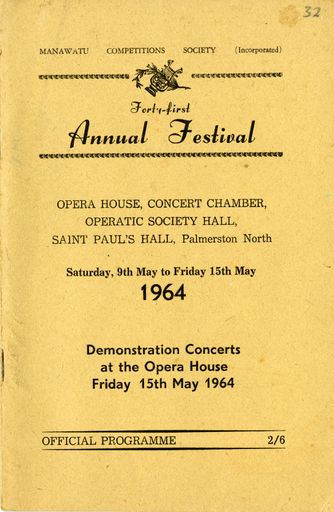 32
MANAWATU COMPETITIONS SOCIETY (Incorporated)
Forty-first
Annual Festival
OPERA HOUSE, CONCERT CHAMBER,
OPERATIC SOCIETY HALL,
SAINT PAUL'S HALL, Palmerston North
Saturday, 9th May to Friday 15th May
1964
Demonstration Concerts
at the Opera House
Friday 15th May 1964
OFFICIAL PROGRAMME 2/6